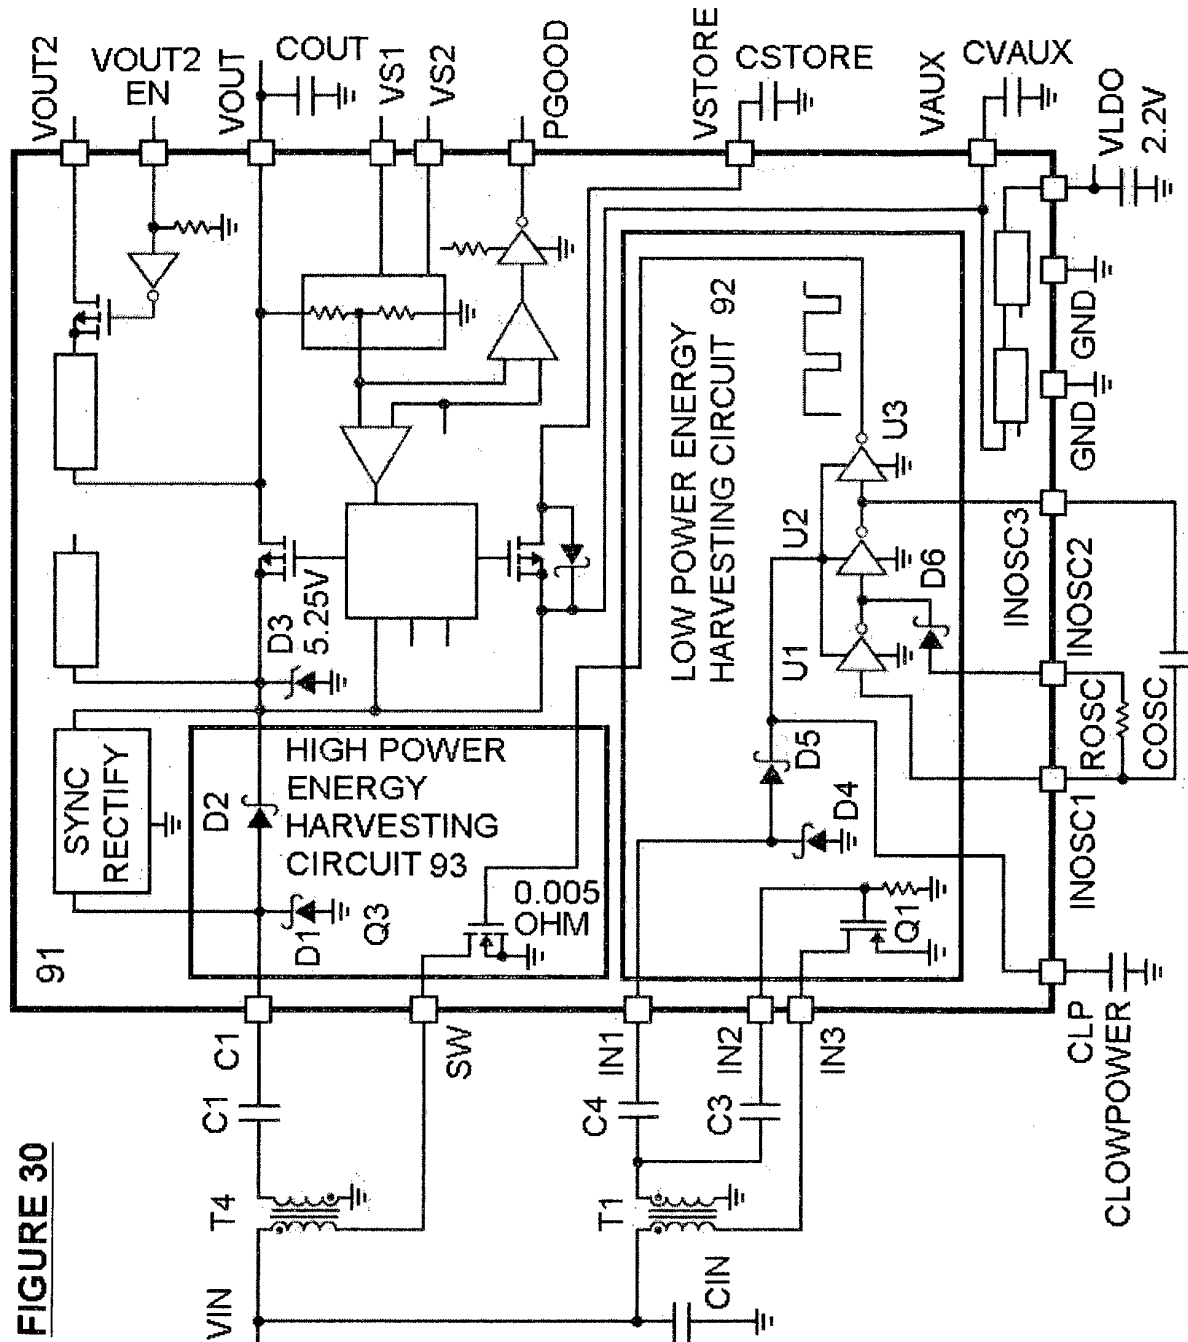 FIGURE 30
VOUT2
VOUT2
EN
VOUT
COUT
VS1
VS2
PGOOD
VSTORE
CSTORE
VAUX
CVAUX
VLDO
2.2V
GND
GND
INOSC3
INOSC2
INOSC1
ROSC
COSC
CLP
CLOWPOWER
91
SYNC
RECTIFY
D3
5.25V
D2
D1
Q3
HIGH POWER
ENERGY
HARVESTING
CIRCUIT 93
0.005
OHM
LOW POWER ENERGY
HARVESTING CIRCUIT 92
U1
U2
U3
D6
D5
D4
Q1
C1
SW
IN1
IN2
IN3
C1
C4
C3
T4
T1
VIN
CIN